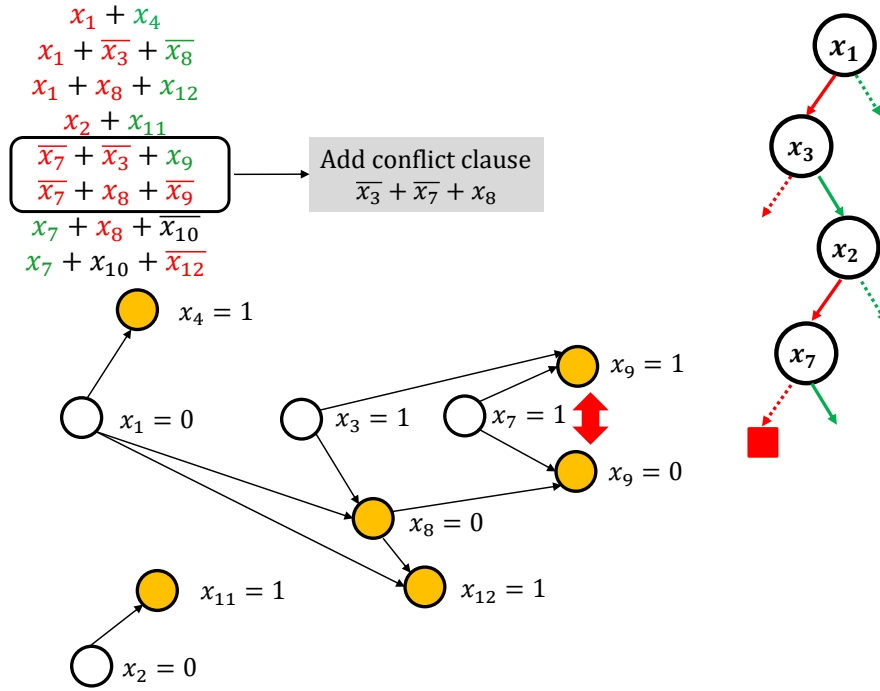 x₁ + x₄
x₁ + x̅₃ + x̅₈
x₁ + x₈ + x₁₂
x₂ + x₁₁
x̅₇ + x̅₃ + x₉
x̅₇ + x₈ + x̅₉
x₇ + x₈ + x̅₁₀
x₇ + x₁₀ + x̅₁₂
Add conflict clause
x̅₃ + x̅₇ + x₈
x₄ = 1
x₁ = 0
x₃ = 1
x₇ = 1
x₉ = 1
x₉ = 0
x₈ = 0
x₁₂ = 1
x₁₁ = 1
x₂ = 0
x₁
x₃
x₂
x₇